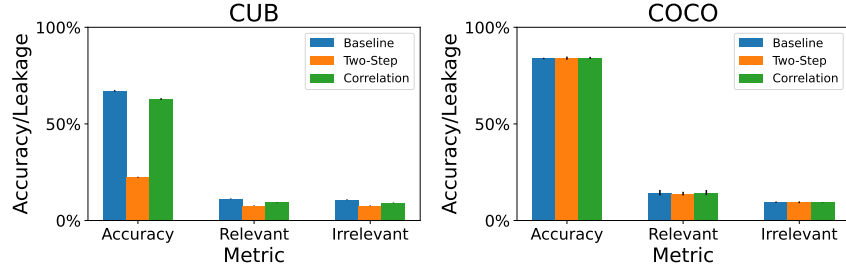 CUB
Accuracy/Leakage
100%
50%
0%
Baseline
Two-Step
Correlation
Accuracy Relevant Irrelevant
Metric
COCO
Accuracy/Leakage
100%
50%
0%
Baseline
Two-Step
Correlation
Accuracy Relevant Irrelevant
Metric